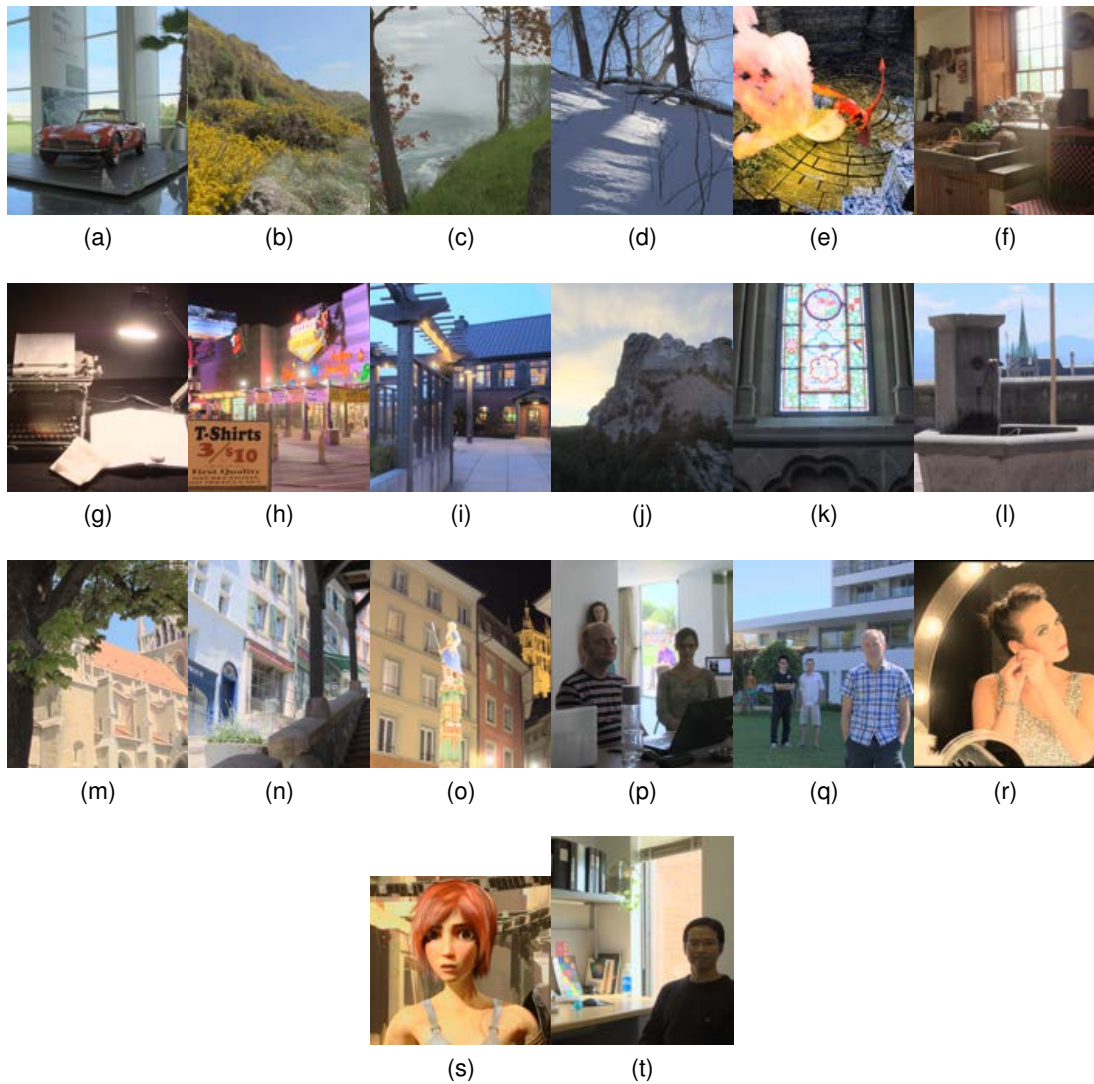 (a)
(b)
(c)
(d)
(e)
(f)
T-Shirts
3/$10
First Quality
(g)
(h)
(i)
(j)
(k)
(l)
(m)
(n)
(o)
(p)
(q)
(r)
(s)
(t)